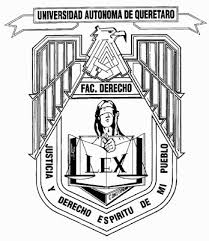 UNIVERSIDAD AUTONOMA DE QUERETARO
FAC. DERECHO
LEX
JUSTICIA Y DERECHO ESPIRITU DE MI PUEBLO